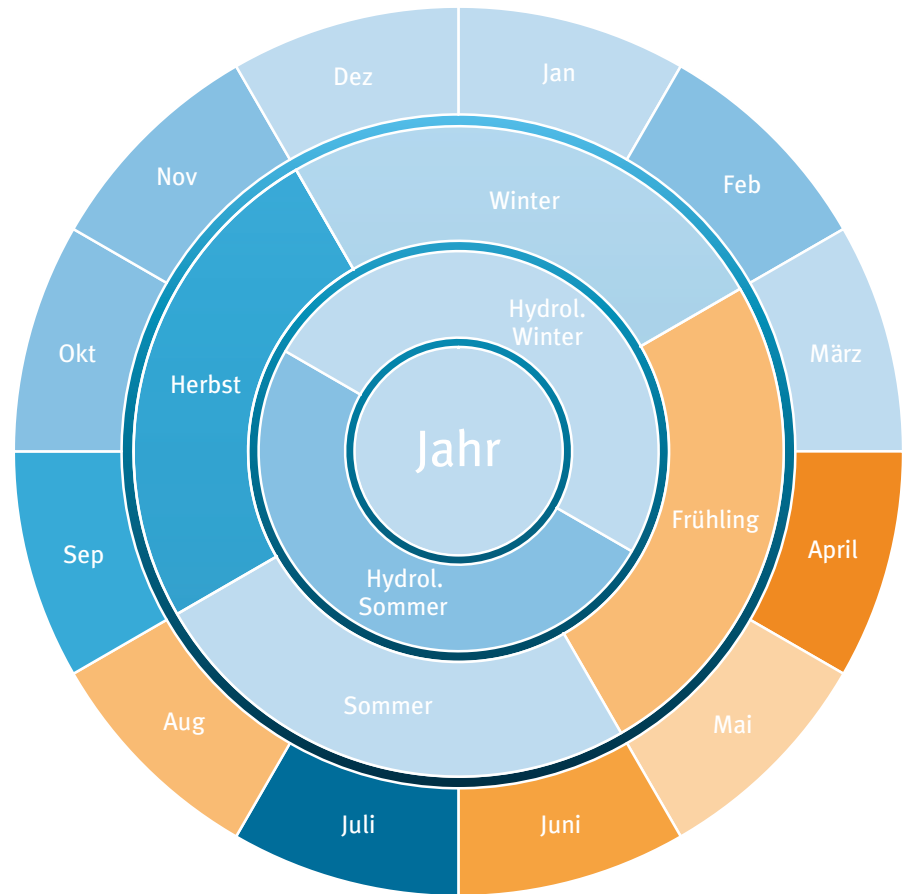 Dez
Jan
Nov
Feb
Winter
Hydrol.
Winter
Okt
März
Herbst
Jahr
Frühling
Sep
April
Hydrol.
Sommer
Sommer
Aug
Mai
Juli
Juni